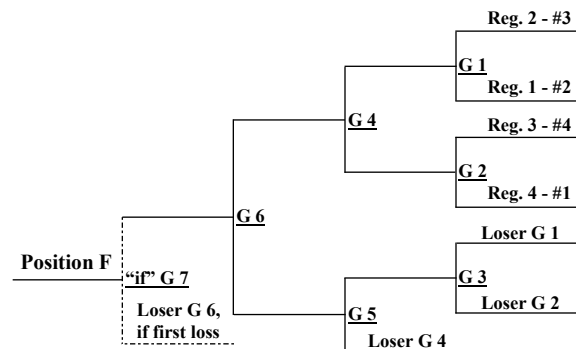 Reg. 2 - #3
G 1
Reg. 1 - #2
G 4
Reg. 3 - #4
G 2
Reg. 4 - #1
G 6
Loser G 1
Position F
“if” G 7
G 3
Loser G 6,
if first loss
Loser G 2
G 5
Loser G 4